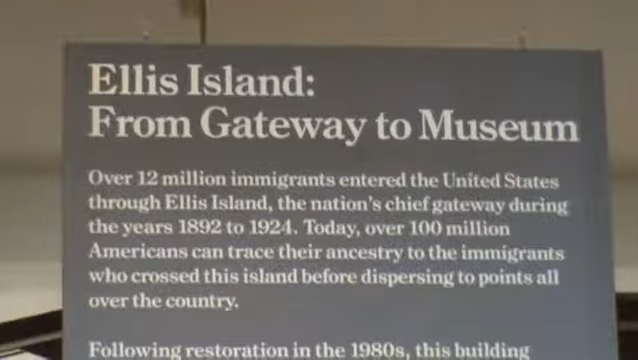 Ellis Island:
From Gateway to Museum
Over 12 million immigrants entered the United States
through Ellis Island, the nation's chief gateway during
the years 1892 to 1924. Today, over 100 million
Americans can trace their ancestry to the immigrants
who crossed this island before dispersing to points all
over the country.
Following restoration in the 1980s, this building